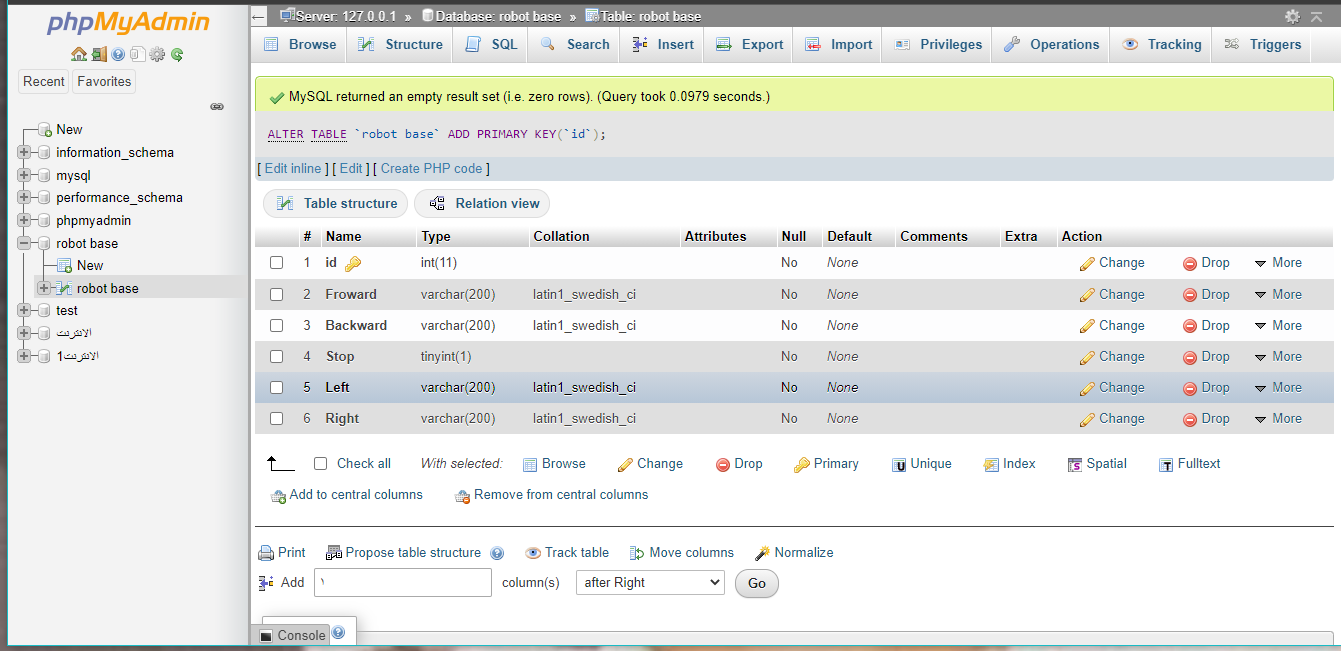 phpMyAdmin
Recent Favorites
New
information_schema
mysql
performance_schema
phpmyadmin
robot base
New
robot base
test
الانترنت
الانترنت1
Server: 127.0.0.1 » Database: robot base » Table: robot base
Browse Structure SQL Search Insert Export Import Privileges Operations Tracking Triggers
MySQL returned an empty result set (i.e. zero rows). (Query took 0.0979 seconds.)
ALTER TABLE `robot base` ADD PRIMARY KEY(`id`);
[ Edit inline ] [ Edit ] [ Create PHP code ]
Table structure Relation view
# Name Type Collation Attributes Null Default Comments Extra Action
1 id int(11) No None Change Drop More
2 Froward varchar(200) latin1_swedish_ci No None Change Drop More
3 Backward varchar(200) latin1_swedish_ci No None Change Drop More
4 Stop tinyint(1) No None Change Drop More
5 Left varchar(200) latin1_swedish_ci No None Change Drop More
6 Right varchar(200) latin1_swedish_ci No None Change Drop More
Check all With selected: Browse Change Drop Primary Unique Index Spatial Fulltext
Add to central columns Remove from central columns
Print Propose table structure Track table Move columns Normalize
Add ١ column(s) after Right Go
Console